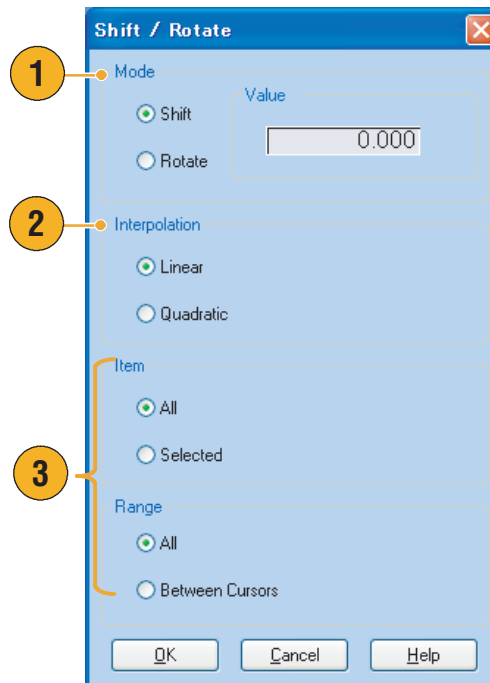 Shift / Rotate
1
Mode
Value
Shift
0.000
Rotate
2
Interpolation
Linear
Quadratic
Item
All
Selected
3
Range
All
Between Cursors
OK Cancel Help